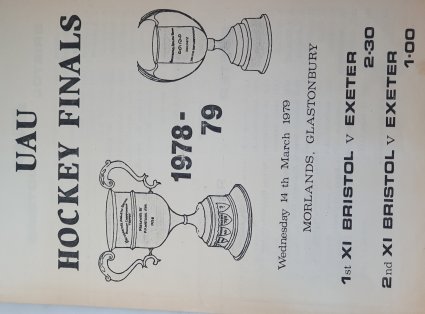 UAU
HOCKEY FINALS
1978-
79
Wednesday 14 th March 1979
MORLANDS, GLASTONBURY
1st XI BRISTOL V EXETER
2·30
2nd XI BRISTOL V EXETER
1·00